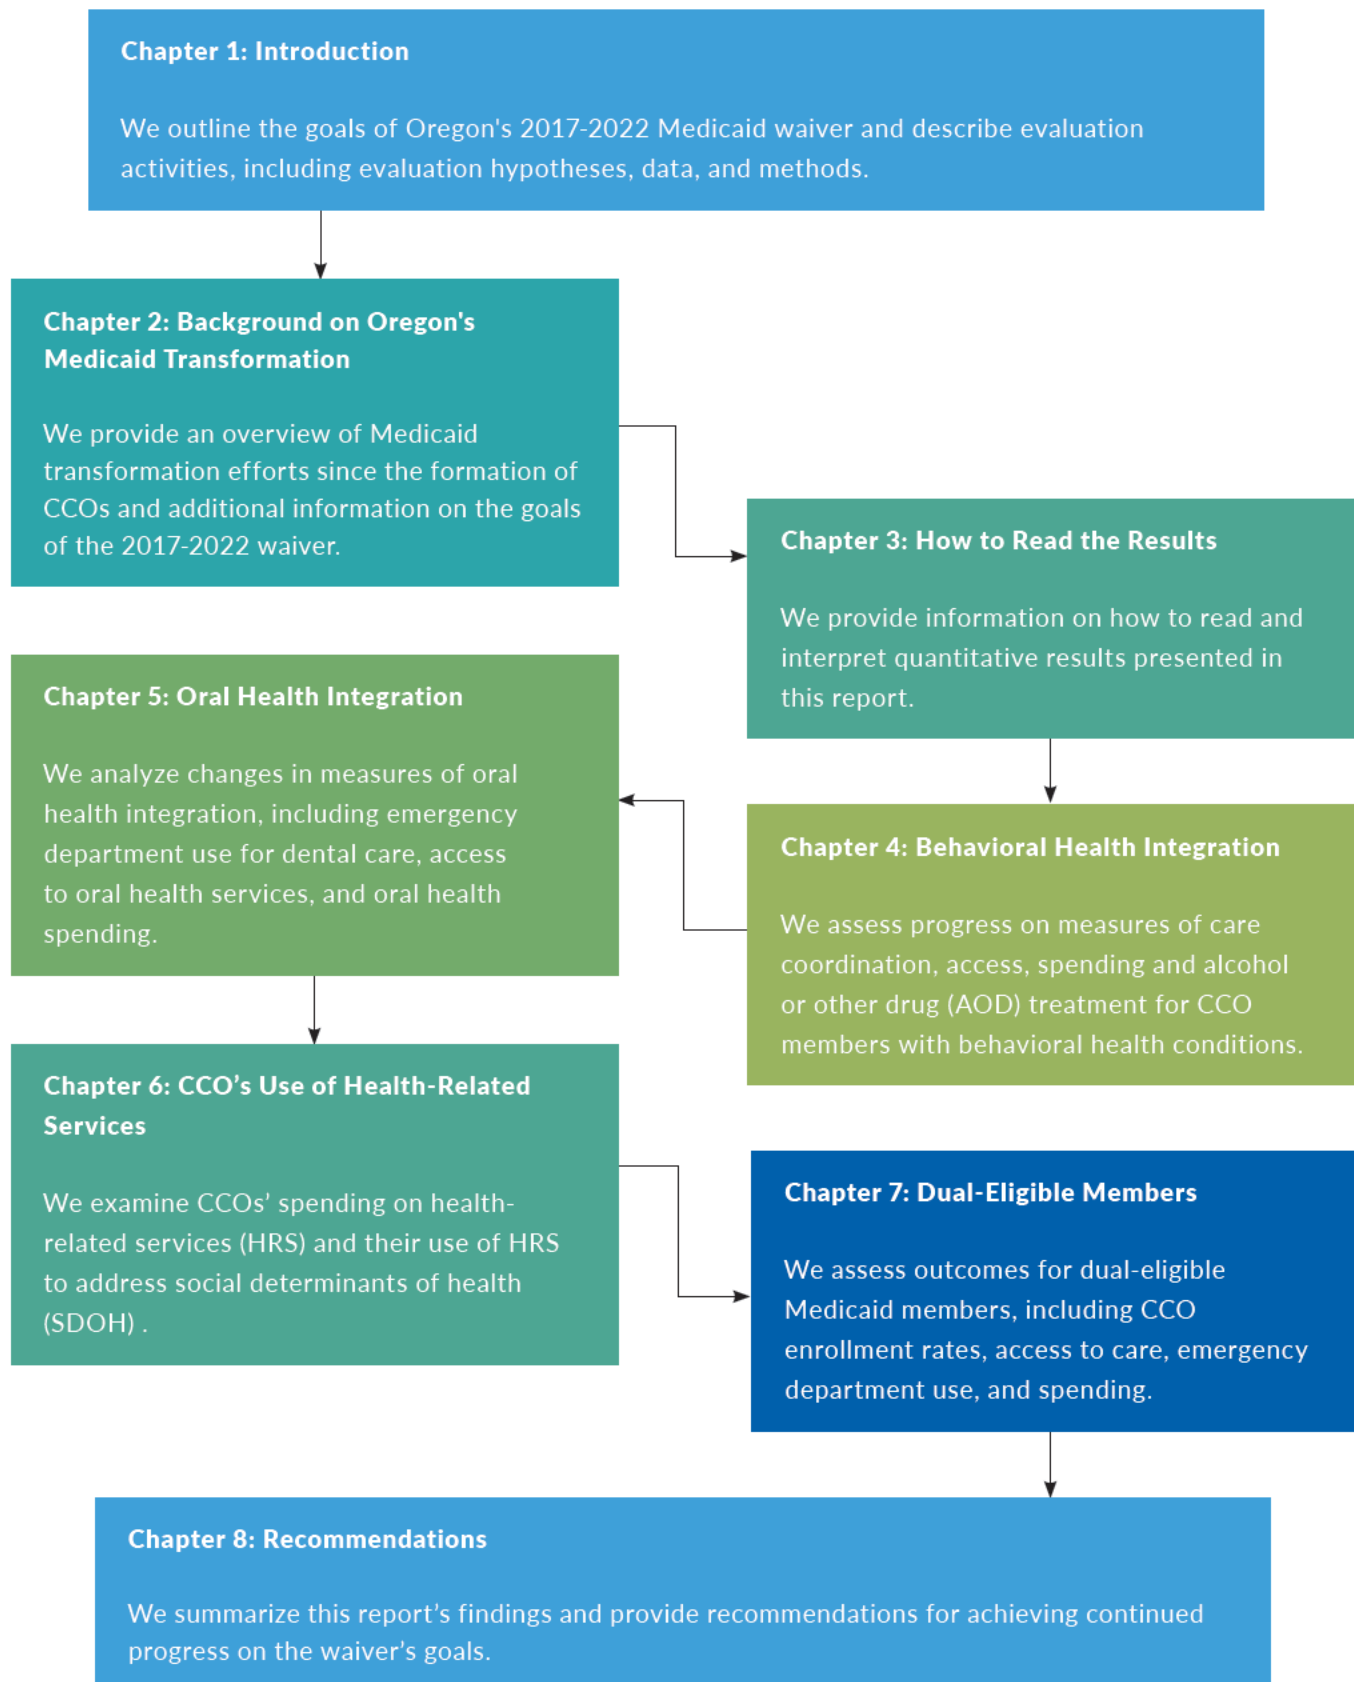 Chapter 1: Introduction
We outline the goals of Oregon's 2017-2022 Medicaid waiver and describe evaluation
activities, including evaluation hypotheses, data, and methods.
Chapter 2: Background on Oregon's
Medicaid Transformation
We provide an overview of Medicaid
transformation efforts since the formation of
CCOs and additional information on the goals
of the 2017-2022 waiver.
Chapter 3: How to Read the Results
We provide information on how to read and
interpret quantitative results presented in
this report.
Chapter 4: Behavioral Health Integration
We assess progress on measures of care
coordination, access, spending and alcohol
or other drug (AOD) treatment for CCO
members with behavioral health conditions.
Chapter 5: Oral Health Integration
We analyze changes in measures of oral
health integration, including emergency
department use for dental care, access
to oral health services, and oral health
spending.
Chapter 6: CCO’s Use of Health-Related
Services
We examine CCOs’ spending on health-
related services (HRS) and their use of HRS
to address social determinants of health
(SDOH) .
Chapter 7: Dual-Eligible Members
We assess outcomes for dual-eligible
Medicaid members, including CCO
enrollment rates, access to care, emergency
department use, and spending.
Chapter 8: Recommendations
We summarize this report’s findings and provide recommendations for achieving continued
progress on the waiver’s goals.